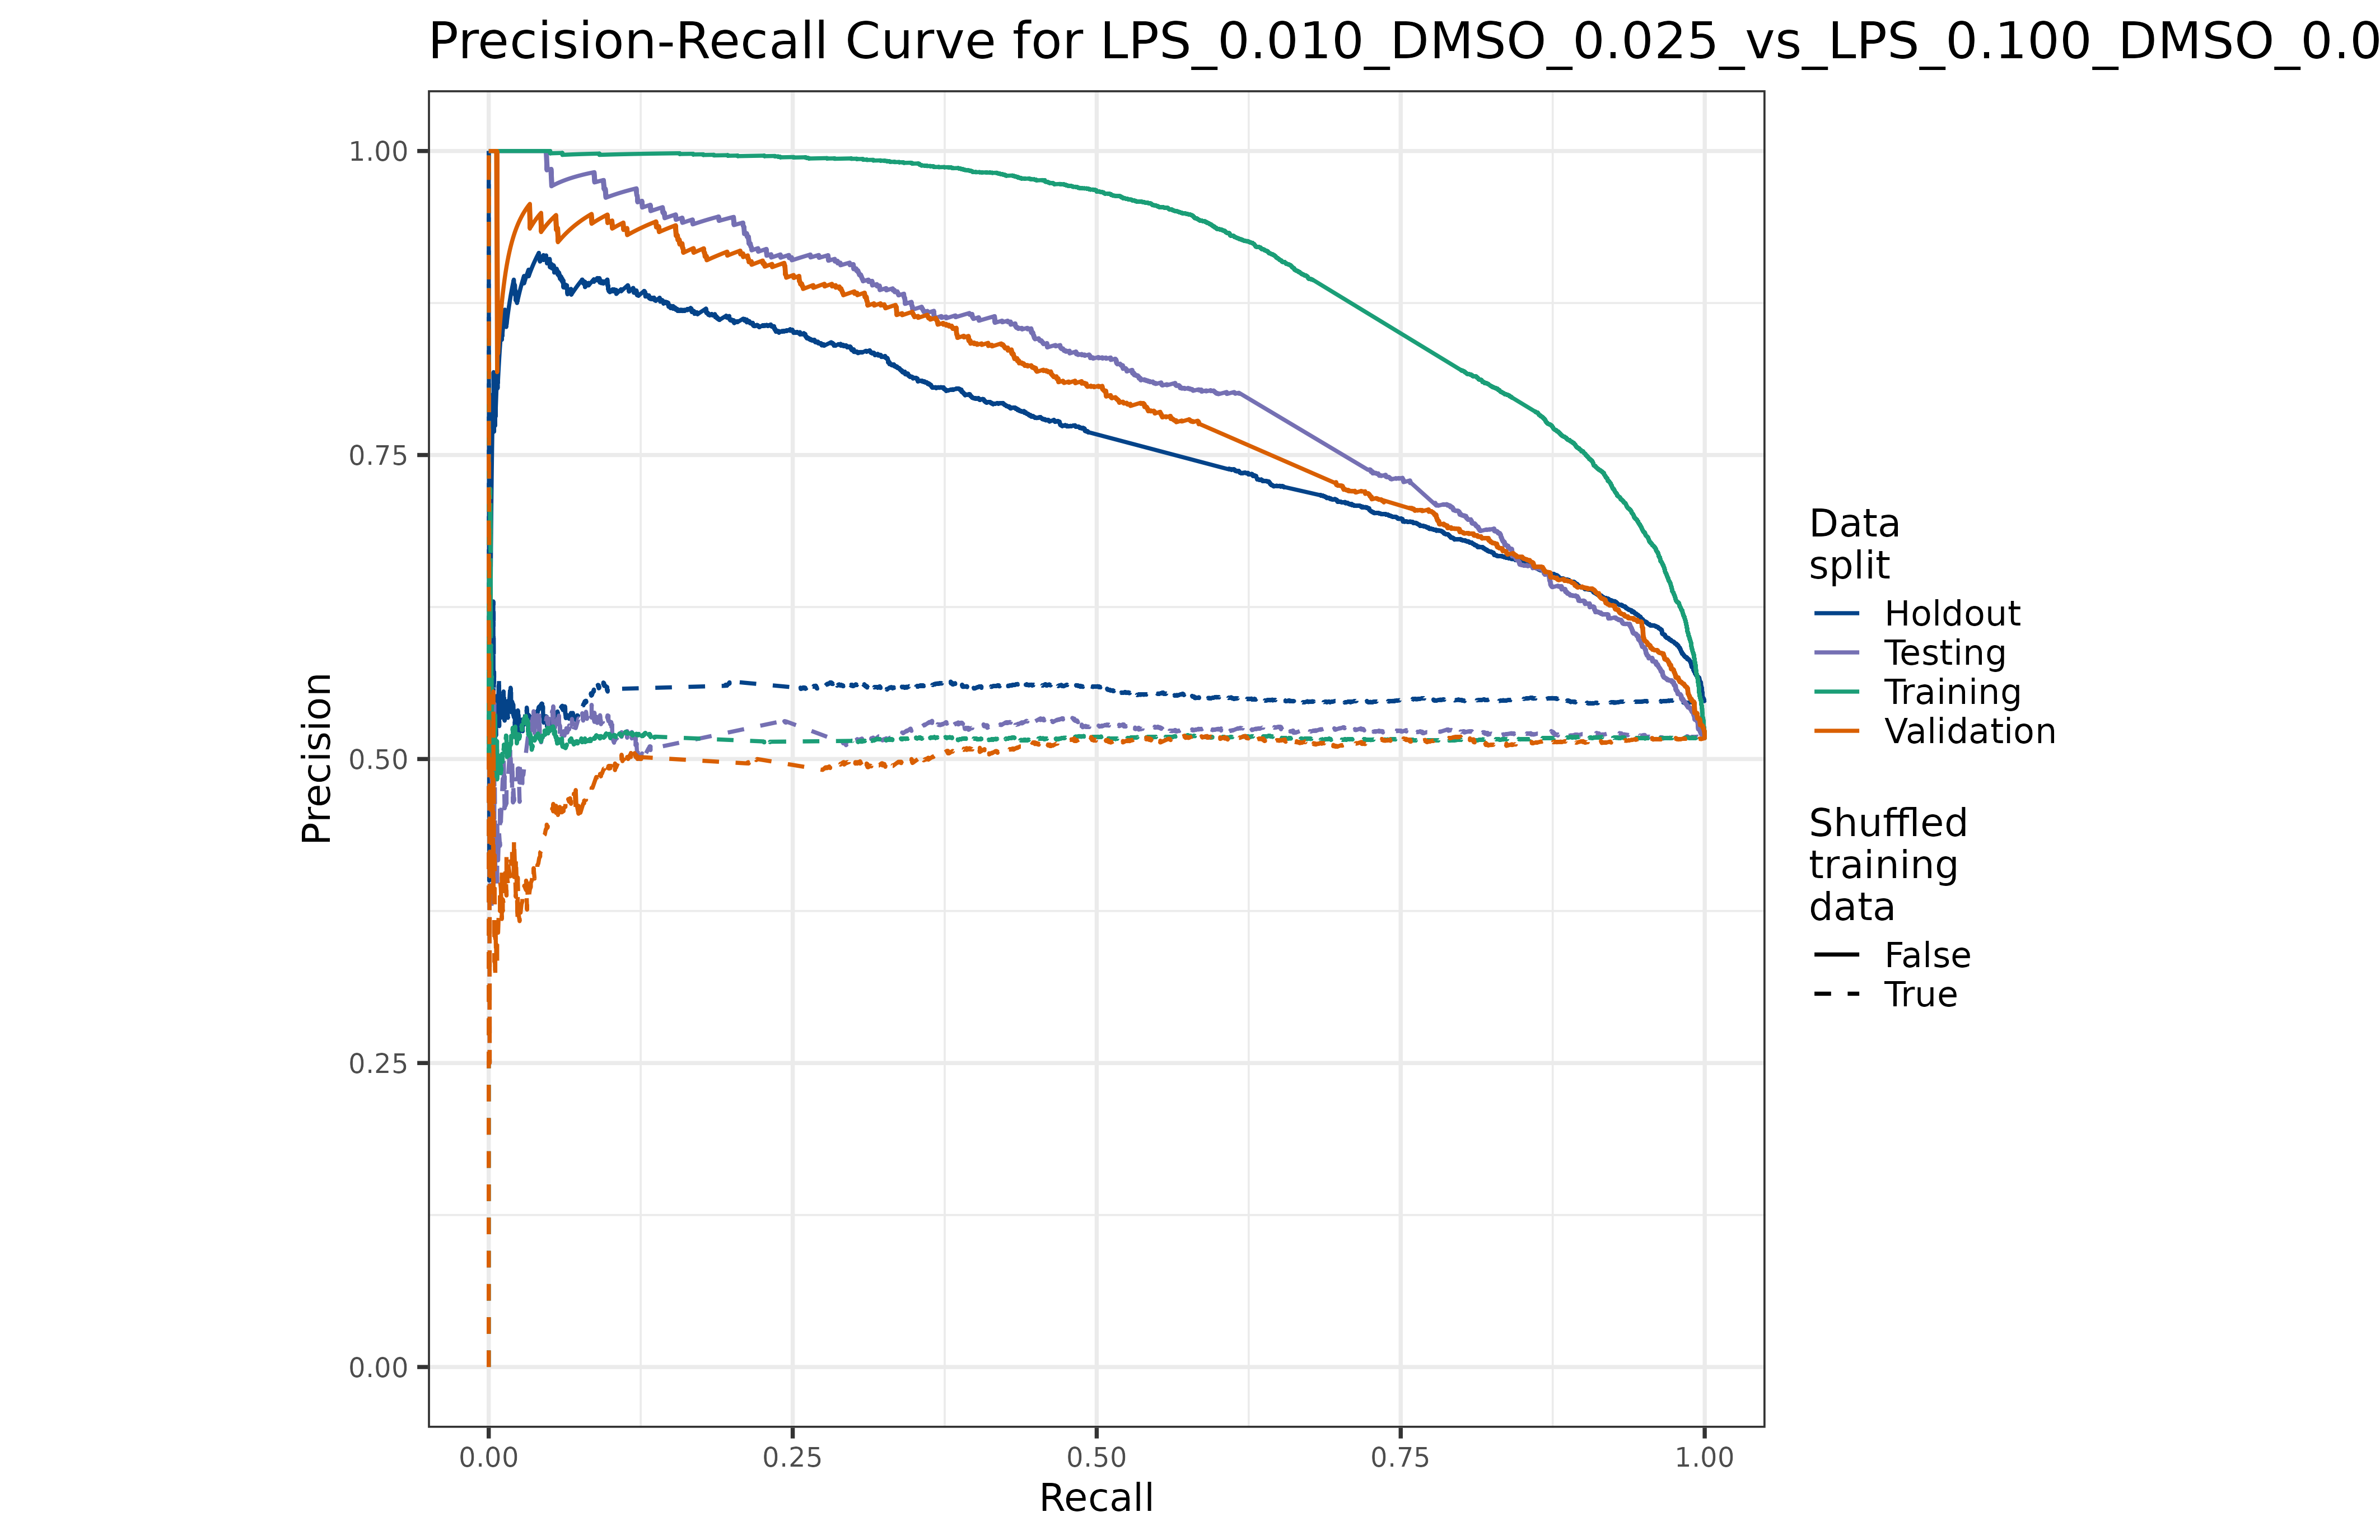 Precision-Recall Curve for LPS_0.010_DMSO_0.025_vs_LPS_0.100_DMSO_0.0
1.00
0.75
0.50
0.25
0.00
Precision
0.00 0.25 0.50 0.75 1.00
Recall
Data
split
Holdout
Testing
Training
Validation
Shuffled
training
data
False
True